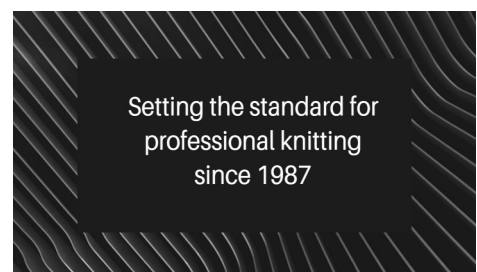 Setting the standard for
professional knitting
since 1987